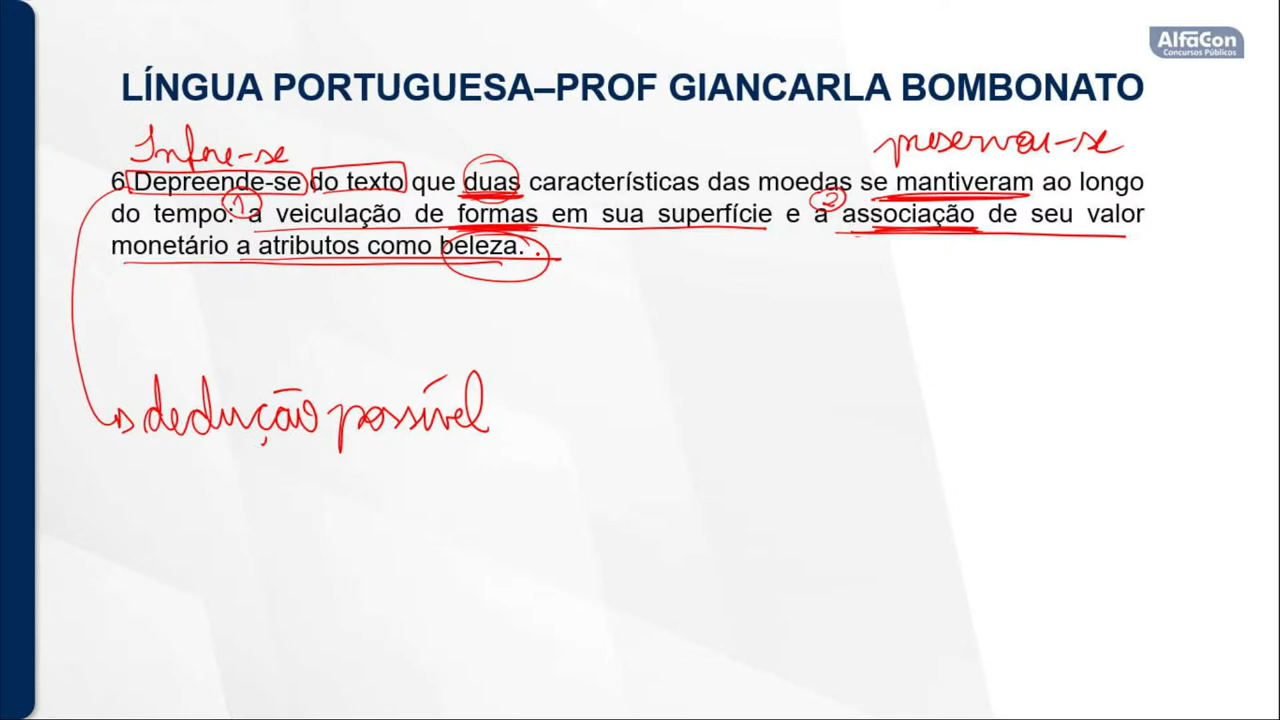 AlfaCon
Concursos Públicos
LÍNGUA PORTUGUESA–PROF GIANCARLA BOMBONATO
Infere-se
preservou-se
6 Depreende-se do texto que duas características das moedas se mantiveram ao longo
1
2
do tempo: a veiculação de formas em sua superfície e a associação de seu valor
monetário a atributos como beleza.
dedução possível